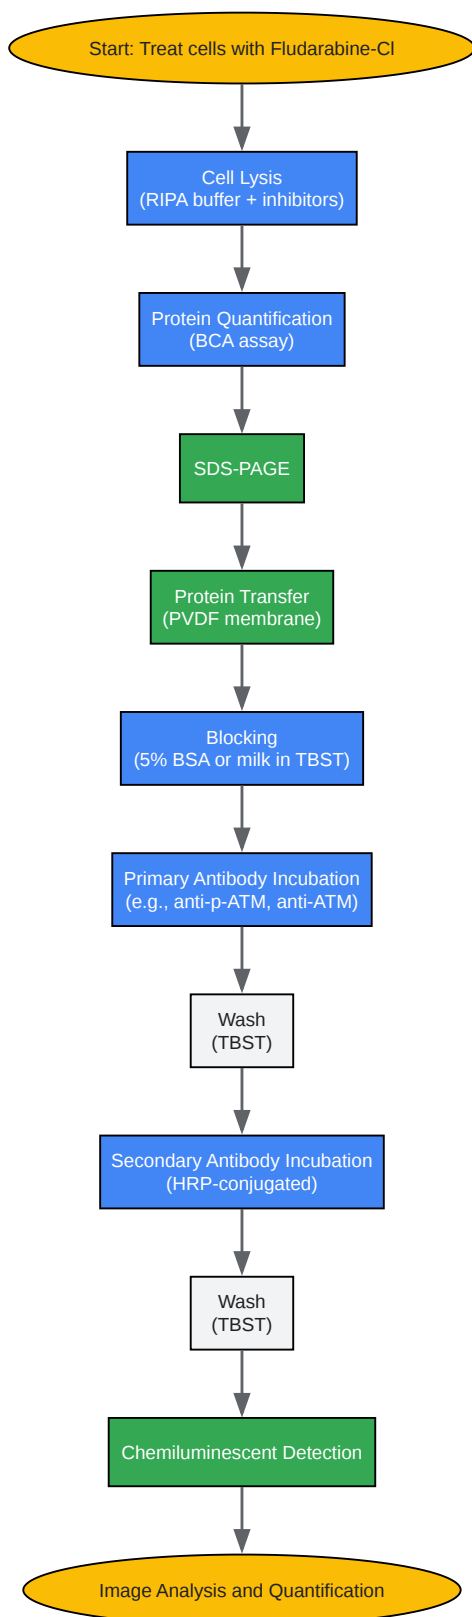 Start: Treat cells with Fludarabine-Cl
Cell Lysis
(RIPA buffer + inhibitors)
Protein Quantification
(BCA assay)
SDS-PAGE
Protein Transfer
(PVDF membrane)
Blocking
(5% BSA or milk in TBST)
Primary Antibody Incubation
(e.g., anti-p-ATM, anti-ATM)
Wash
(TBST)
Secondary Antibody Incubation
(HRP-conjugated)
Wash
(TBST)
Chemiluminescent Detection
Image Analysis and Quantification